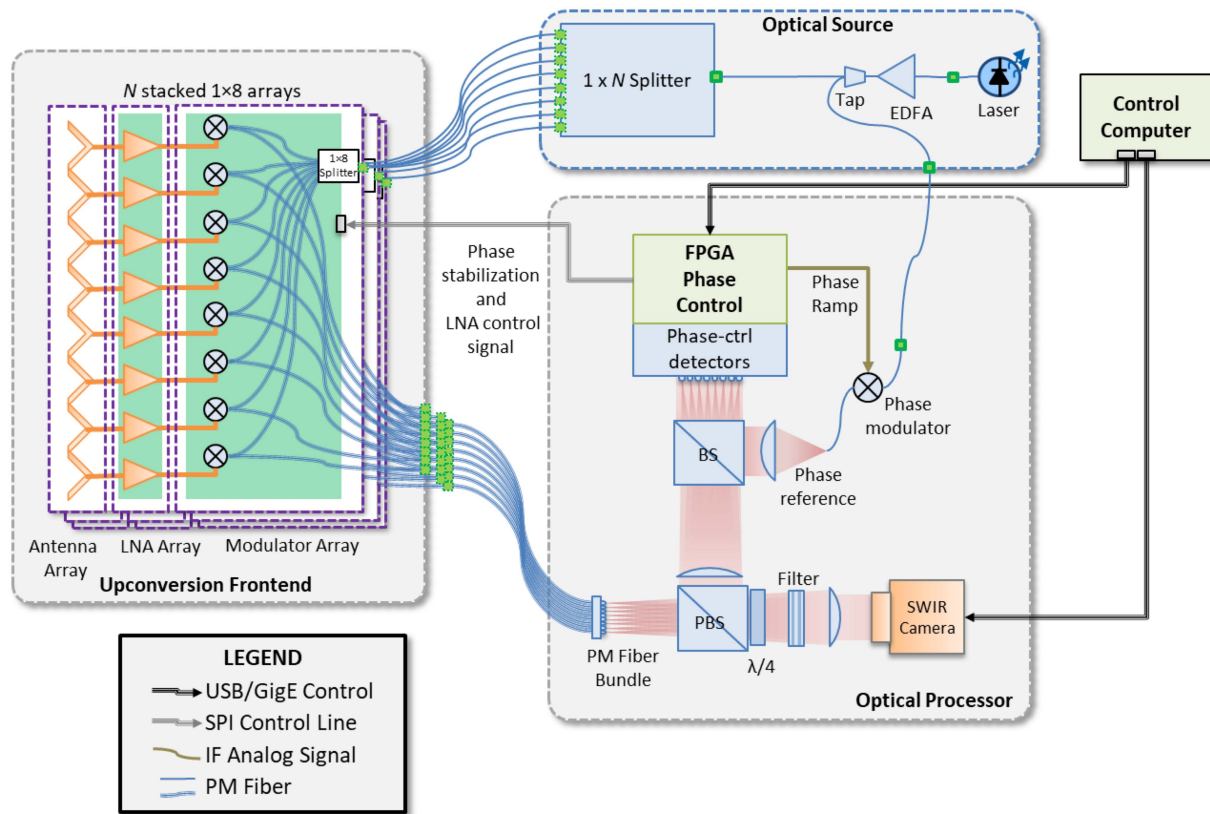 Optical Source
1 x N Splitter
Tap
EDFA
Laser
Control
Computer
N stacked 1×8 arrays
1×8
Splitter
Antenna
Array
LNA Array
Modulator Array
Upconversion Frontend
Phase
stabilization
and
LNA control
signal
FPGA
Phase
Control
Phase-ctrl
detectors
Phase
Ramp
Phase
modulator
BS
Phase
reference
PBS
λ/4
Filter
SWIR
Camera
PM Fiber
Bundle
Optical Processor
LEGEND
USB/GigE Control
SPI Control Line
IF Analog Signal
PM Fiber